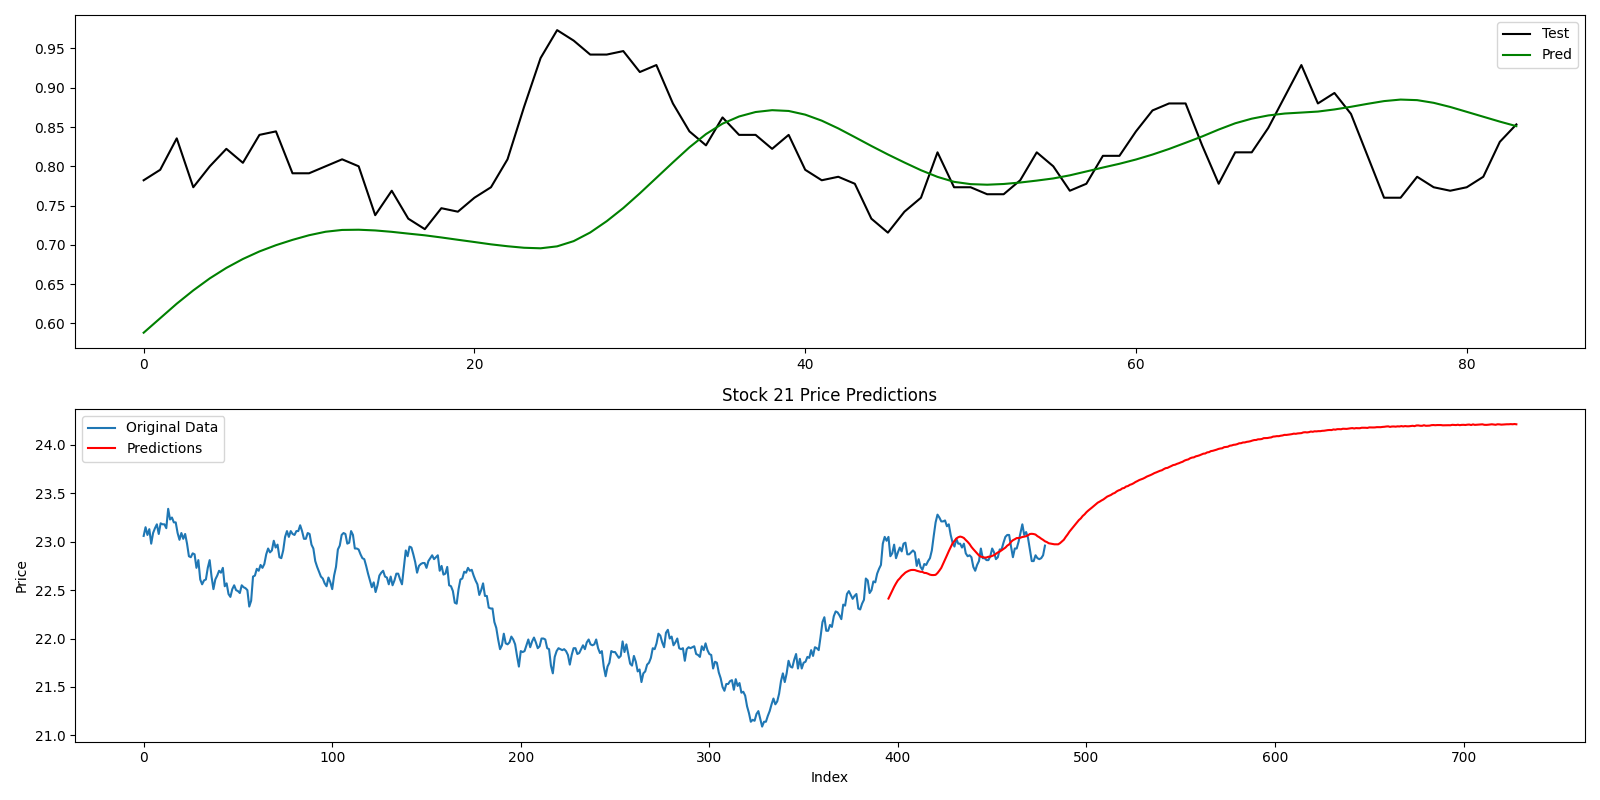 Test
Pred
0.95
0.90
0.85
0.80
0.75
0.70
0.65
0.60
0 20 40 60 80
Stock 21 Price Predictions
Original Data
Predictions
Price
24.0
23.5
23.0
22.5
22.0
21.5
21.0
0 100 200 300 400 500 600 700
Index